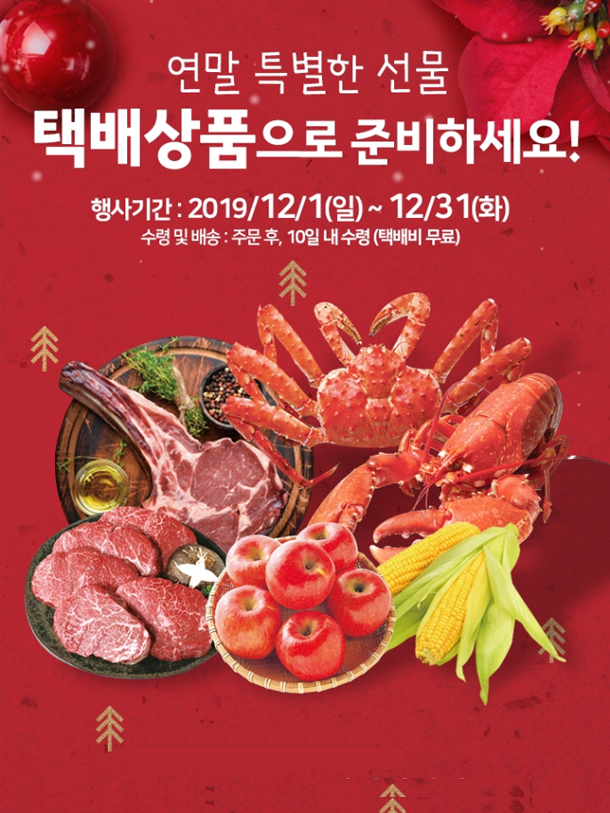 연말 특별한 선물
택배상품으로 준비하세요!
행사기간 : 2019/12/1(일) ~ 12/31(화)
수령 및 배송 : 주문 후, 10일 내 수령 (택배비 무료)